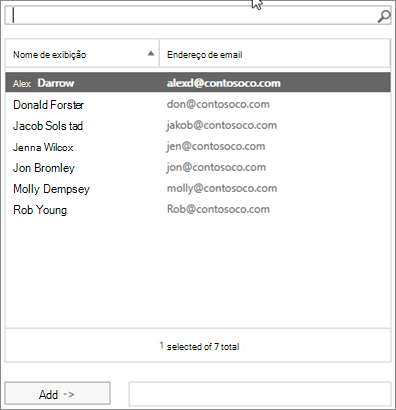 Nome de exibição Endereço de email
Alex Darrow alexd@contosoco.com
Donald Forster don@contosoco.com
Jacob Sols tad jakob@contosoco.com
Jenna Wilcox jen@contosoco.com
Jon Bromley jon@contosoco.com
Molly Dempsey molly@contosoco.com
Rob Young Rob@contosoco.com
1 selected of 7 total
Add ->